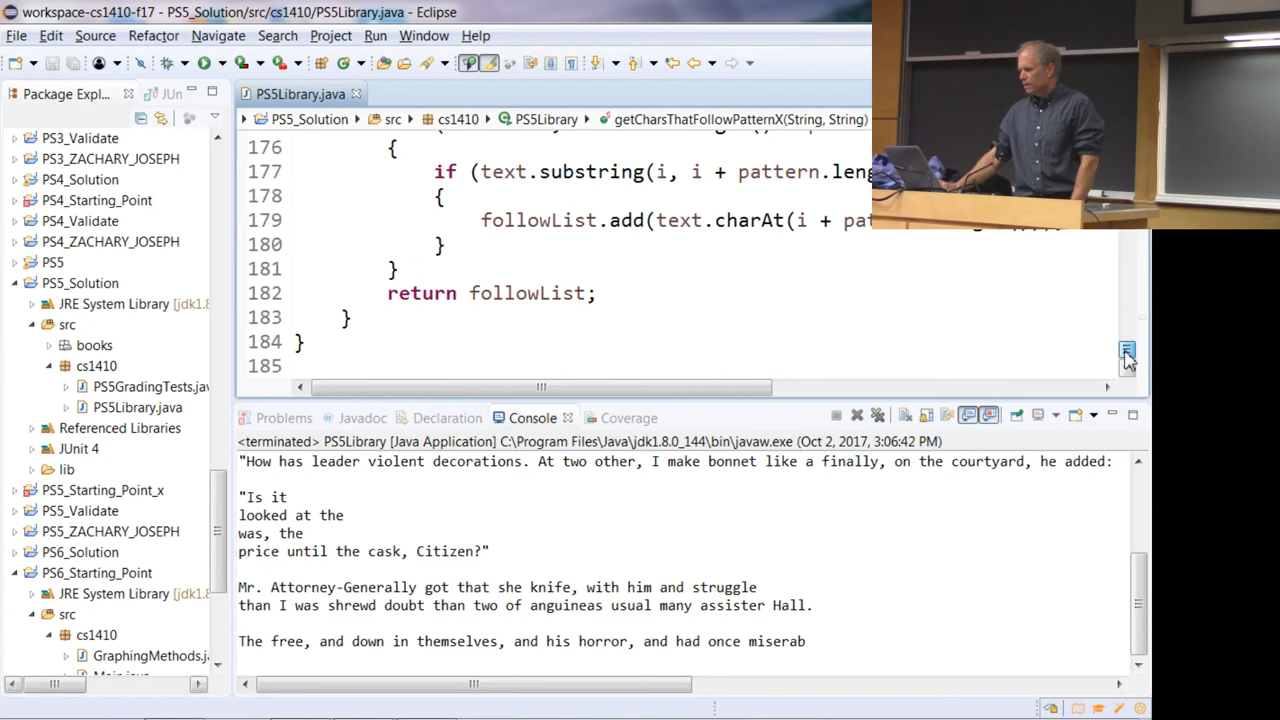 workspace-cs1410-f17 - PS5_Solution/src/cs1410/PS5Library.java - Eclipse
File Edit Source Refactor Navigate Search Project Run Window Help
Package Expl... JUn
PS3_Validate
PS3_ZACHARY_JOSEPH
PS4_Solution
PS4_Starting_Point
PS4_Validate
PS4_ZACHARY_JOSEPH
PS5
PS5_Solution
JRE System Library [jdk1.8
src
books
cs1410
PS5GradingTests.jav
PS5Library.java
Referenced Libraries
JUnit 4
lib
PS5_Starting_Point_x
PS5_Validate
PS5_ZACHARY_JOSEPH
PS6_Solution
PS6_Starting_Point
JRE System Library [jdk1.8
src
cs1410
GraphingMethods.ja
PS5Library.java
PS5_Solution src cs1410 PS5Library getCharsThatFollowPatternX(String, String)
176 {
177 if (text.substring(i, i + pattern.leng
178 {
179 followList.add(text.charAt(i + pa
180 }
181 }
182 return followList;
183 }
184 }
185
Problems Javadoc Declaration Console Coverage
<terminated> PS5Library [Java Application] C:\Program Files\Java\jdk1.8.0_144\bin\javaw.exe (Oct 2, 2017, 3:06:42 PM)
"How has leader violent decorations. At two other, I make bonnet like a finally, on the courtyard, he added:
"Is it
looked at the
was, the
price until the cask, Citizen?"
Mr. Attorney-Generally got that she knife, with him and struggle
than I was shrewd doubt than two of anguineas usual many assister Hall.
The free, and down in themselves, and his horror, and had once miserab